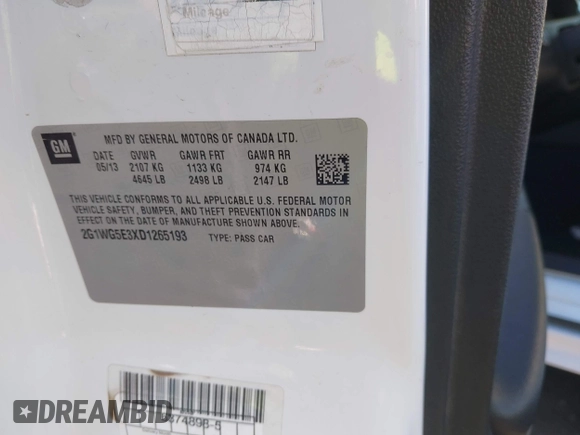 Mileage
GM
MFD BY GENERAL MOTORS OF CANADA LTD.
DATE GVWR GAWR FRT GAWR RR
05/13 2107 KG 1133 KG 974 KG
4645 LB 2498 LB 2147 LB
THIS VEHICLE CONFORMS TO ALL APPLICABLE U.S. FEDERAL MOTOR
VEHICLE SAFETY, BUMPER, AND THEFT PREVENTION STANDARDS IN
EFFECT ON THE DATE OF MANUFACTURE SHOWN ABOVE.
2G1WG5E3XD1265193 TYPE: PASS CAR
374898-5
DREAMBID.COM